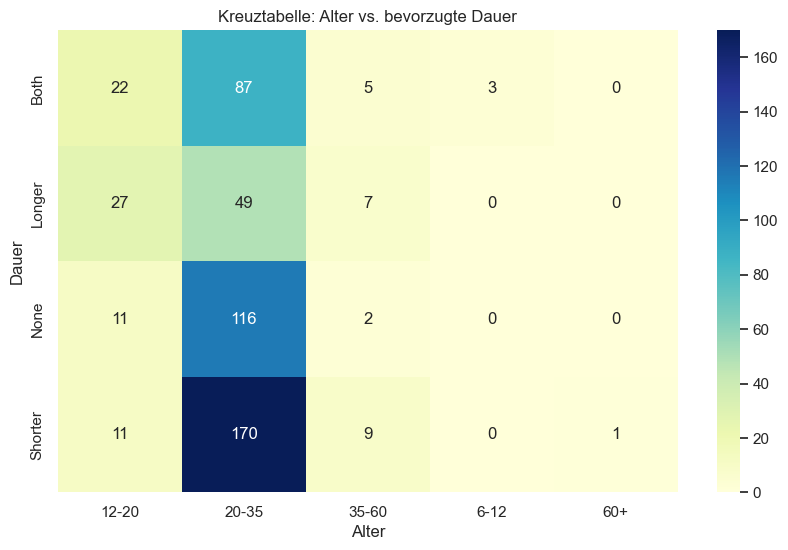 Kreuztabelle: Alter vs. bevorzugte Dauer
Dauer
Both
22 87 5 3 0
Longer
27 49 7 0 0
None
11 116 2 0 0
Shorter
11 170 9 0 1
12-20 20-35 35-60 6-12 60+
Alter
160
140
120
100
80
60
40
20
0